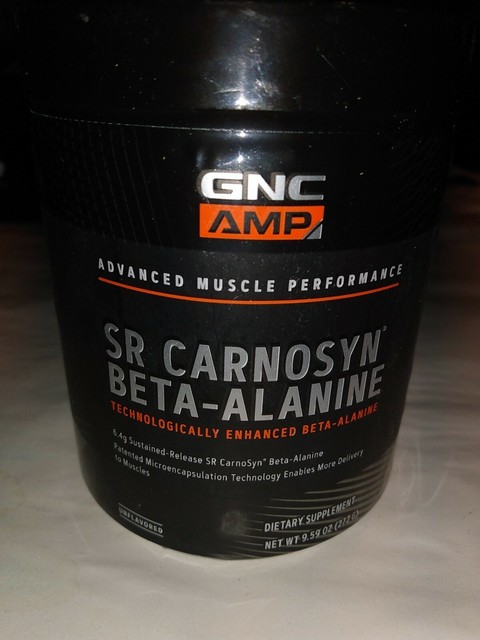 GNC
AMP
ADVANCED MUSCLE PERFORMANCE
SR CARNOSYN®
BETA-ALANINE
TECHNOLOGICALLY ENHANCED BETA-ALANINE
6.4g Sustained-Release SR CarnoSyn® Beta-Alanine
Patented Microencapsulation Technology Enables More Delivery
to Muscles
UNFLAVORED
DIETARY SUPPLEMENT
NET WT 9.59 OZ (272 G)